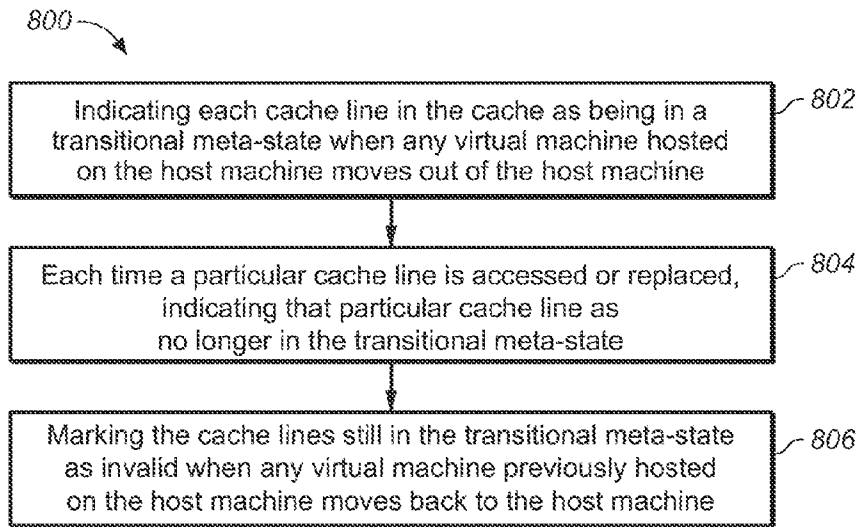 800
Indicating each cache line in the cache as being in a
transitional meta-state when any virtual machine hosted
on the host machine moves out of the host machine
802
Each time a particular cache line is accessed or replaced,
indicating that particular cache line as
no longer in the transitional meta-state
804
Marking the cache lines still in the transitional meta-state
as invalid when any virtual machine previously hosted
on the host machine moves back to the host machine
806